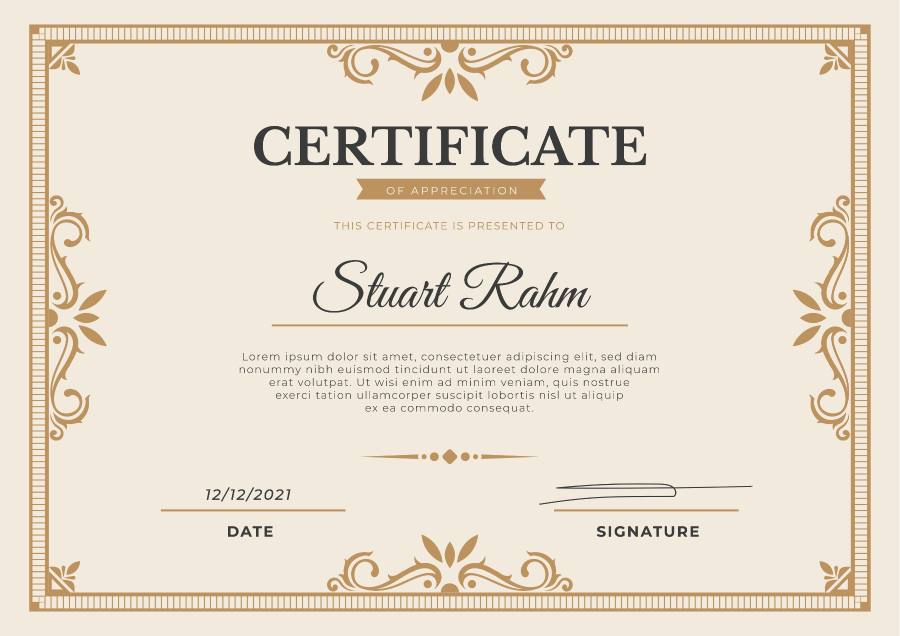 CERTIFICATE
OF APPRECIATION
THIS CERTIFICATE IS PRESENTED TO
Stuart Rahm
Lorem ipsum dolor sit amet, consectetuer adipiscing elit, sed diam
nonummy nibh euismod tincidunt ut laoreet dolore magna aliquam
erat volutpat. Ut wisi enim ad minim veniam, quis nostrue
exerci tation ullamcorper suscipit lobortis nisl ut aliquip
ex ea commodo consequat.
12/12/2021
DATE
SIGNATURE